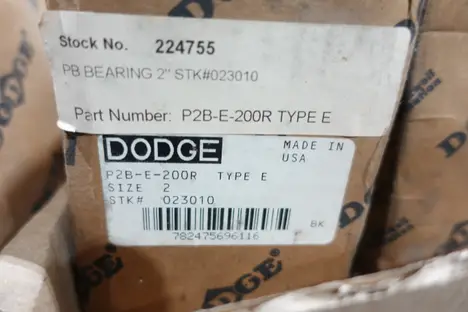 Stock No. 224755
PB BEARING 2" STK#023010
Part Number: P2B-E-200R TYPE E
DODGE MADE IN
USA
P2B-E-200R TYPE E
SIZE 2
STK# 023010
BK
782475696116
DODGE
DODGE